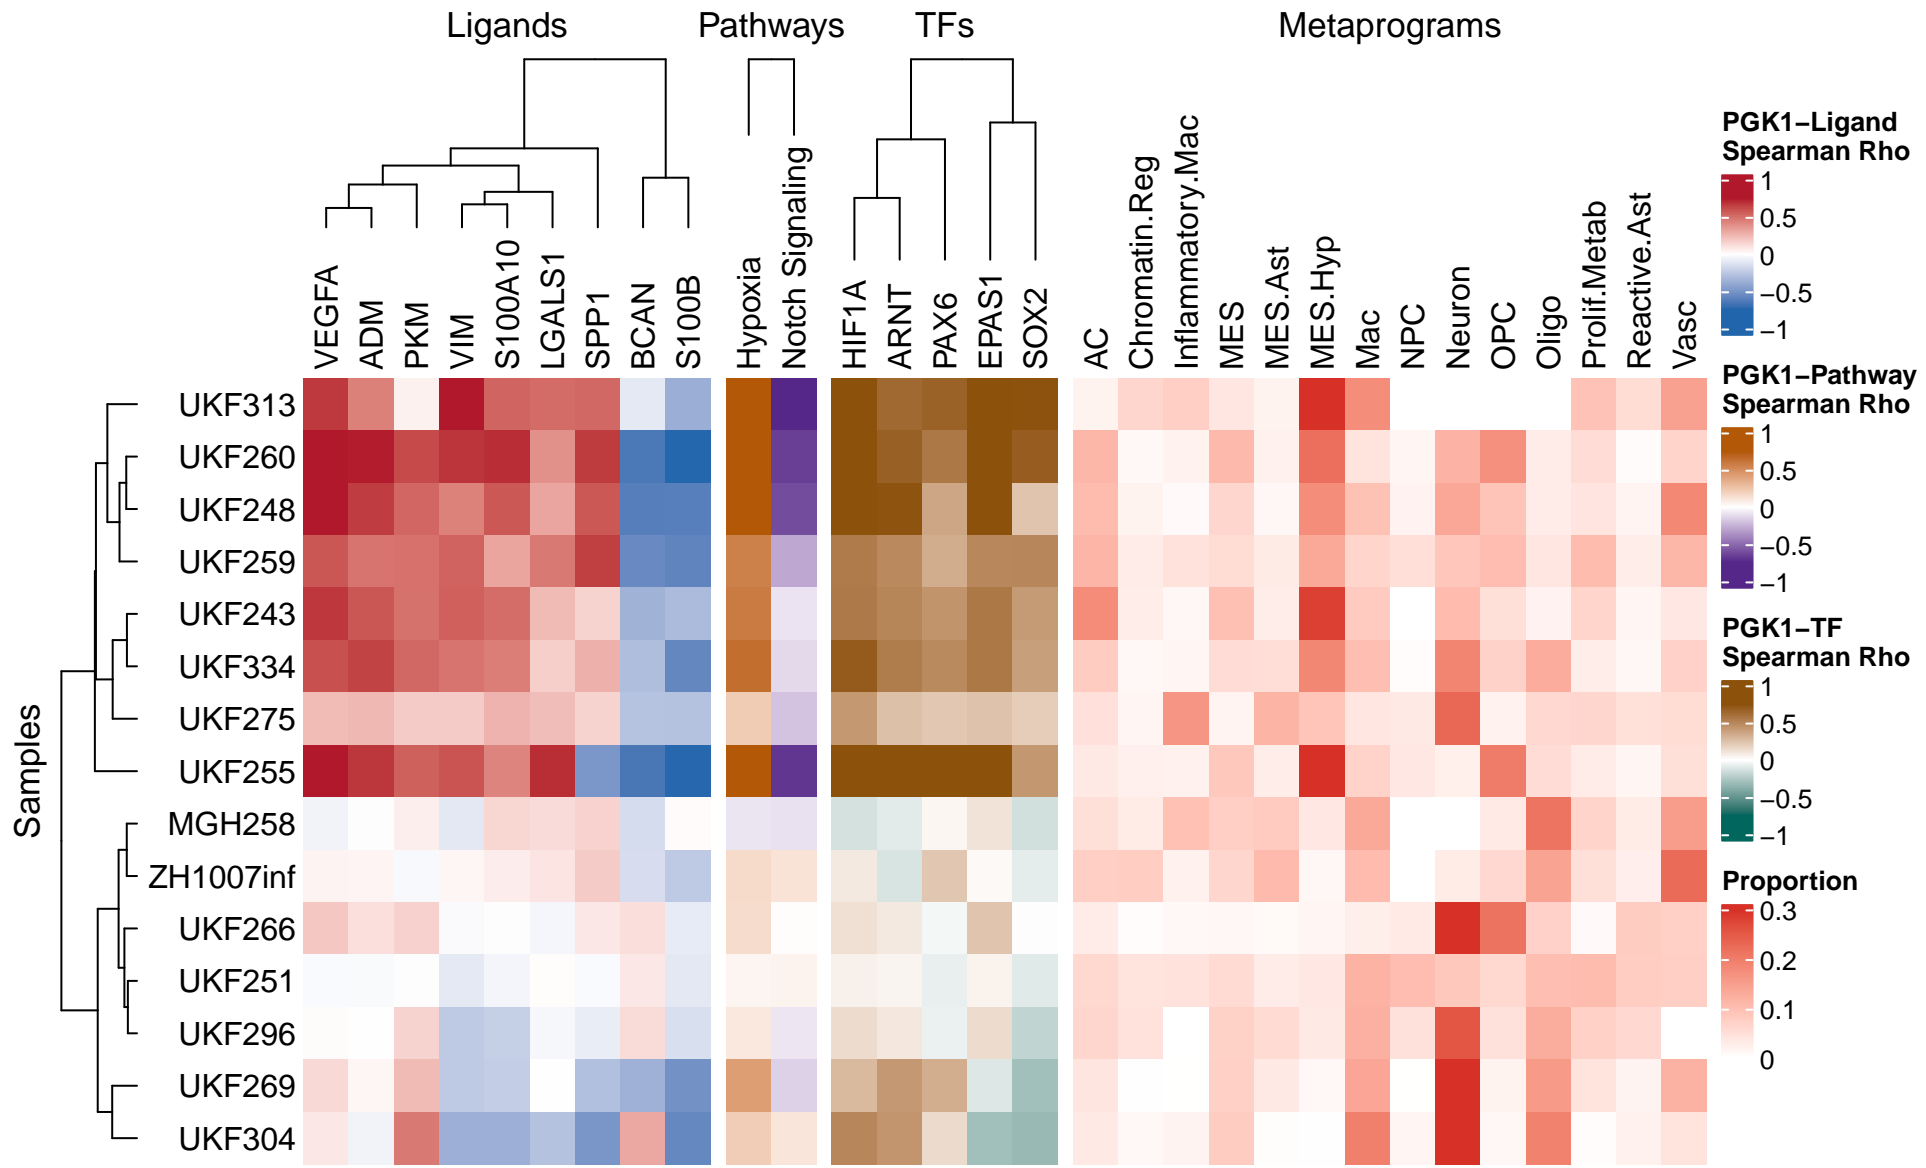 Ligands
Pathways
TFs
Metaprograms
VEGFA
ADM
PKM
VIM
S100A10
LGALS1
SPP1
BCAN
S100B
Hypoxia
Notch Signaling
HIF1A
ARNT
PAX6
EPAS1
SOX2
AC
Chromatin.Reg
Inflammatory.Mac
MES
MES.Ast
MES.Hyp
Mac
NPC
Neuron
OPC
Oligo
Prolif.Metab
Reactive.Ast
Vasc
Samples
UKF313
UKF260
UKF248
UKF259
UKF243
UKF334
UKF275
UKF255
MGH258
ZH1007inf
UKF266
UKF251
UKF296
UKF269
UKF304
PGK1−Ligand
Spearman Rho
1
0.5
0
−0.5
−1
PGK1−Pathway
Spearman Rho
1
0.5
0
−0.5
−1
PGK1−TF
Spearman Rho
1
0.5
0
−0.5
−1
Proportion
0.3
0.2
0.1
0